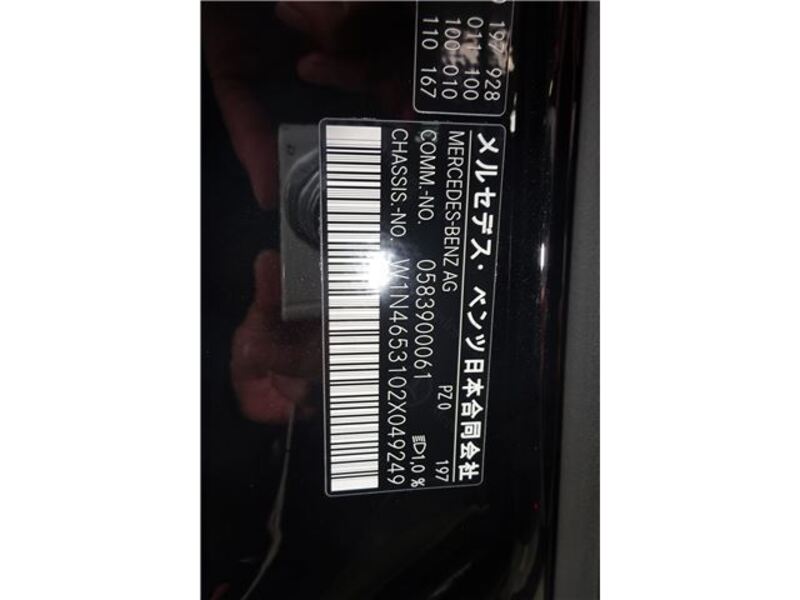 197 928
011 100
100 010
110 167
メルセデス・ベンツ日本合同会社
MERCEDES-BENZ AG PZ0 197
COMM.-NO. 0583900061 1,0 %
CHASSIS.-NO. W1N4653102X049249